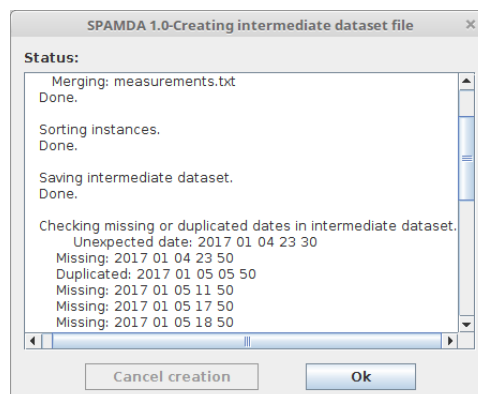 SPAMDA 1.0-Creating intermediate dataset file
Status:
Merging: measurements.txt
Done.
Sorting instances.
Done.
Saving intermediate dataset.
Done.
Checking missing or duplicated dates in intermediate dataset.
Unexpected date: 2017 01 04 23 30
Missing: 2017 01 04 23 50
Duplicated: 2017 01 05 05 50
Missing: 2017 01 05 11 50
Missing: 2017 01 05 17 50
Missing: 2017 01 05 18 50
Cancel creation
Ok